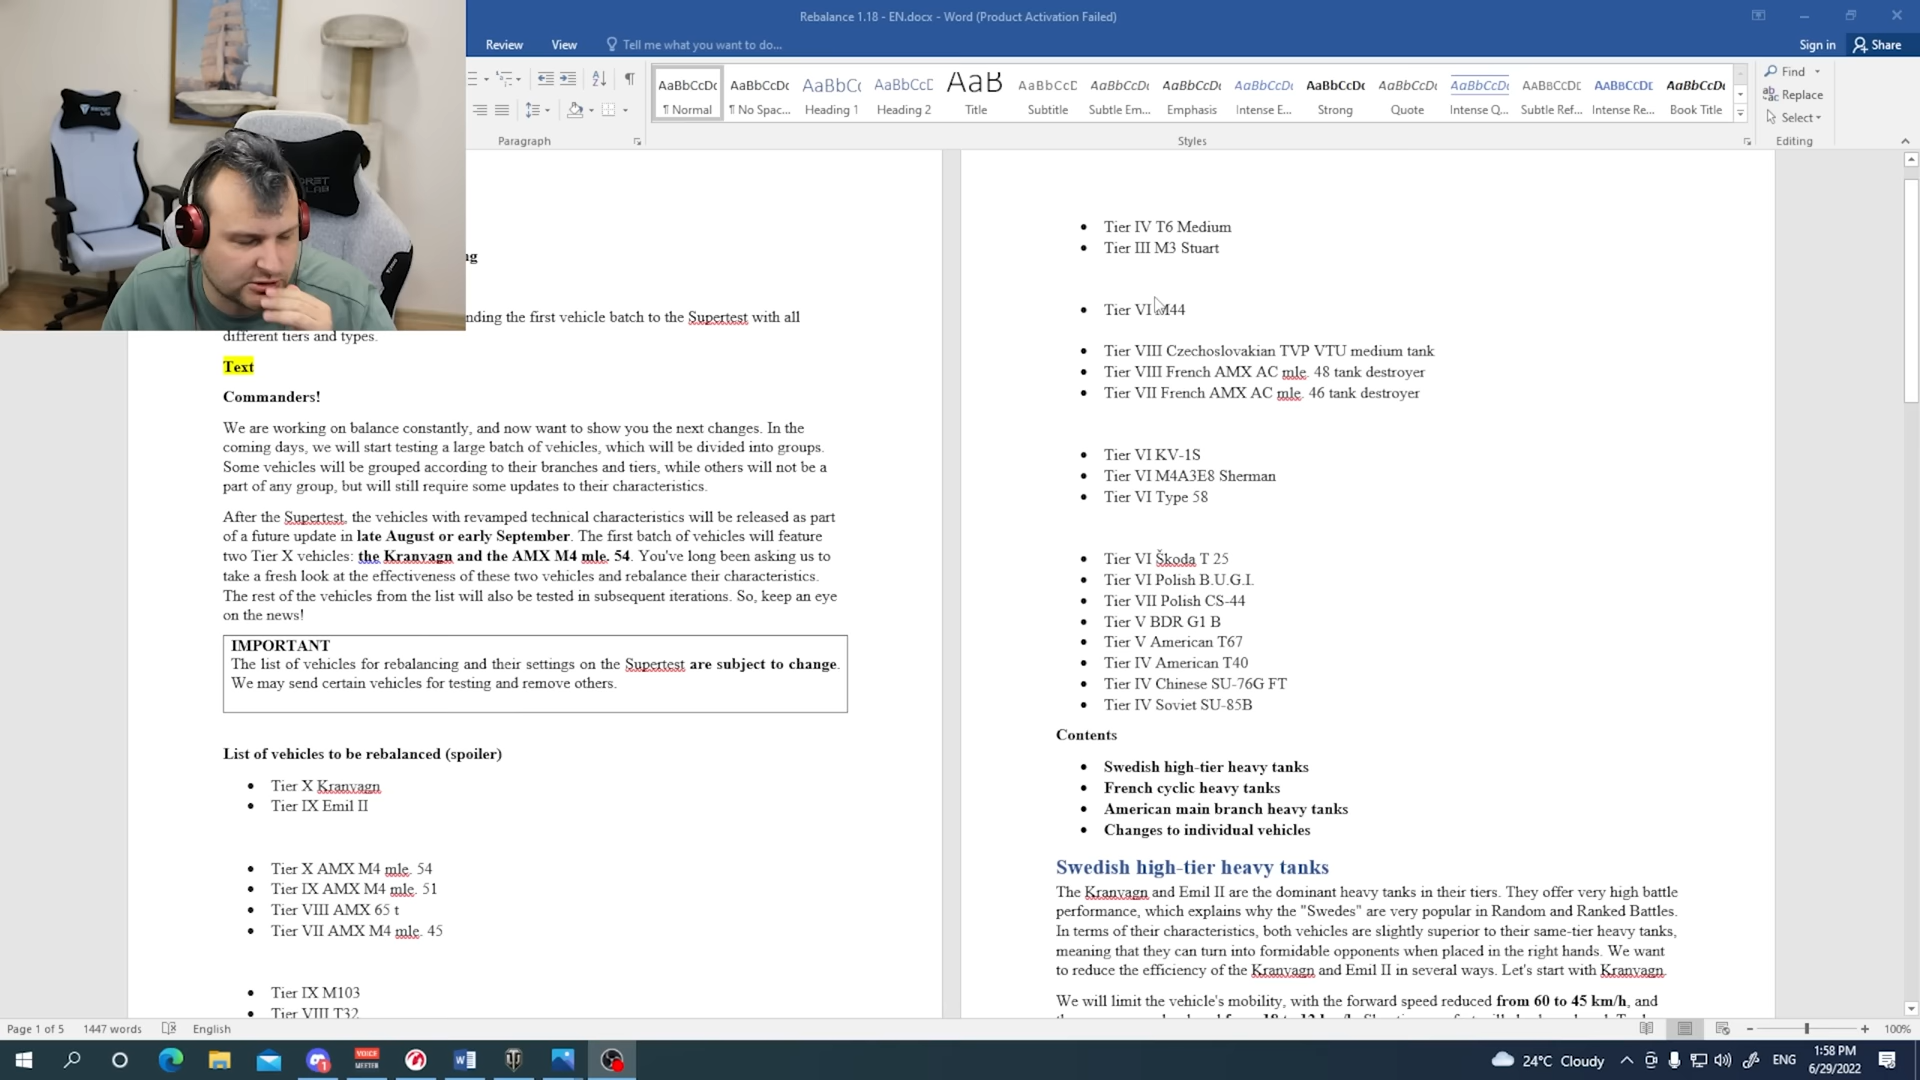 Rebalance 1.18 - EN.docx - Word (Product Activation Failed)
Review View Tell me what you want to do... Sign in Share
AaBbCcDc AaBbCcDc AaBbCc AaBbCcC AaB AaBbCcC AaBbCcDc AaBbCcDc AaBbCcDc AaBbCcDc AaBbCcDc AaBbCcDc AABBCCDC AABBCCDC AaBbCcDc
¶ Normal ¶ No Spac... Heading 1 Heading 2 Title Subtitle Subtle Em... Emphasis Intense E... Strong Quote Intense Q... Subtle Ref... Intense Re... Book Title
Find
Replace
Select
Paragraph Styles Editing
ng
nding the first vehicle batch to the Supertest with all
different tiers and types.
Text
Commanders!
We are working on balance constantly, and now want to show you the next changes. In the
coming days, we will start testing a large batch of vehicles, which will be divided into groups.
Some vehicles will be grouped according to their branches and tiers, while others will not be a
part of any group, but will still require some updates to their characteristics.
After the Supertest, the vehicles with revamped technical characteristics will be released as part
of a future update in late August or early September. The first batch of vehicles will feature
two Tier X vehicles: the Kranvagn and the AMX M4 mle. 54. You've long been asking us to
take a fresh look at the effectiveness of these two vehicles and rebalance their characteristics.
The rest of the vehicles from the list will also be tested in subsequent iterations. So, keep an eye
on the news!
IMPORTANT
The list of vehicles for rebalancing and their settings on the Supertest are subject to change.
We may send certain vehicles for testing and remove others.
List of vehicles to be rebalanced (spoiler)
• Tier X Kranvagn
• Tier IX Emil II
• Tier X AMX M4 mle. 54
• Tier IX AMX M4 mle. 51
• Tier VIII AMX 65 t
• Tier VII AMX M4 mle. 45
• Tier IX M103
• Tier VIII T32
• Tier IV T6 Medium
• Tier III M3 Stuart
• Tier VI M44
• Tier VIII Czechoslovakian TVP VTU medium tank
• Tier VIII French AMX AC mle. 48 tank destroyer
• Tier VII French AMX AC mle. 46 tank destroyer
• Tier VI KV-1S
• Tier VI M4A3E8 Sherman
• Tier VI Type 58
• Tier VI Škoda T 25
• Tier VI Polish B.U.G.I.
• Tier VII Polish CS-44
• Tier V BDR G1 B
• Tier V American T67
• Tier IV American T40
• Tier IV Chinese SU-76G FT
• Tier IV Soviet SU-85B
Contents
• Swedish high-tier heavy tanks
• French cyclic heavy tanks
• American main branch heavy tanks
• Changes to individual vehicles
Swedish high-tier heavy tanks
The Kranvagn and Emil II are the dominant heavy tanks in their tiers. They offer very high battle
performance, which explains why the "Swedes" are very popular in Random and Ranked Battles.
In terms of their characteristics, both vehicles are slightly superior to their same-tier heavy tanks,
meaning that they can turn into formidable opponents when placed in the right hands. We want
to reduce the efficiency of the Kranvagn and Emil II in several ways. Let's start with Kranvagn.
We will limit the vehicle's mobility, with the forward speed reduced from 60 to 45 km/h, and
Page 1 of 5 1447 words English 100%
VOICE
MEETER
24°C Cloudy ENG 1:58 PM
6/29/2022